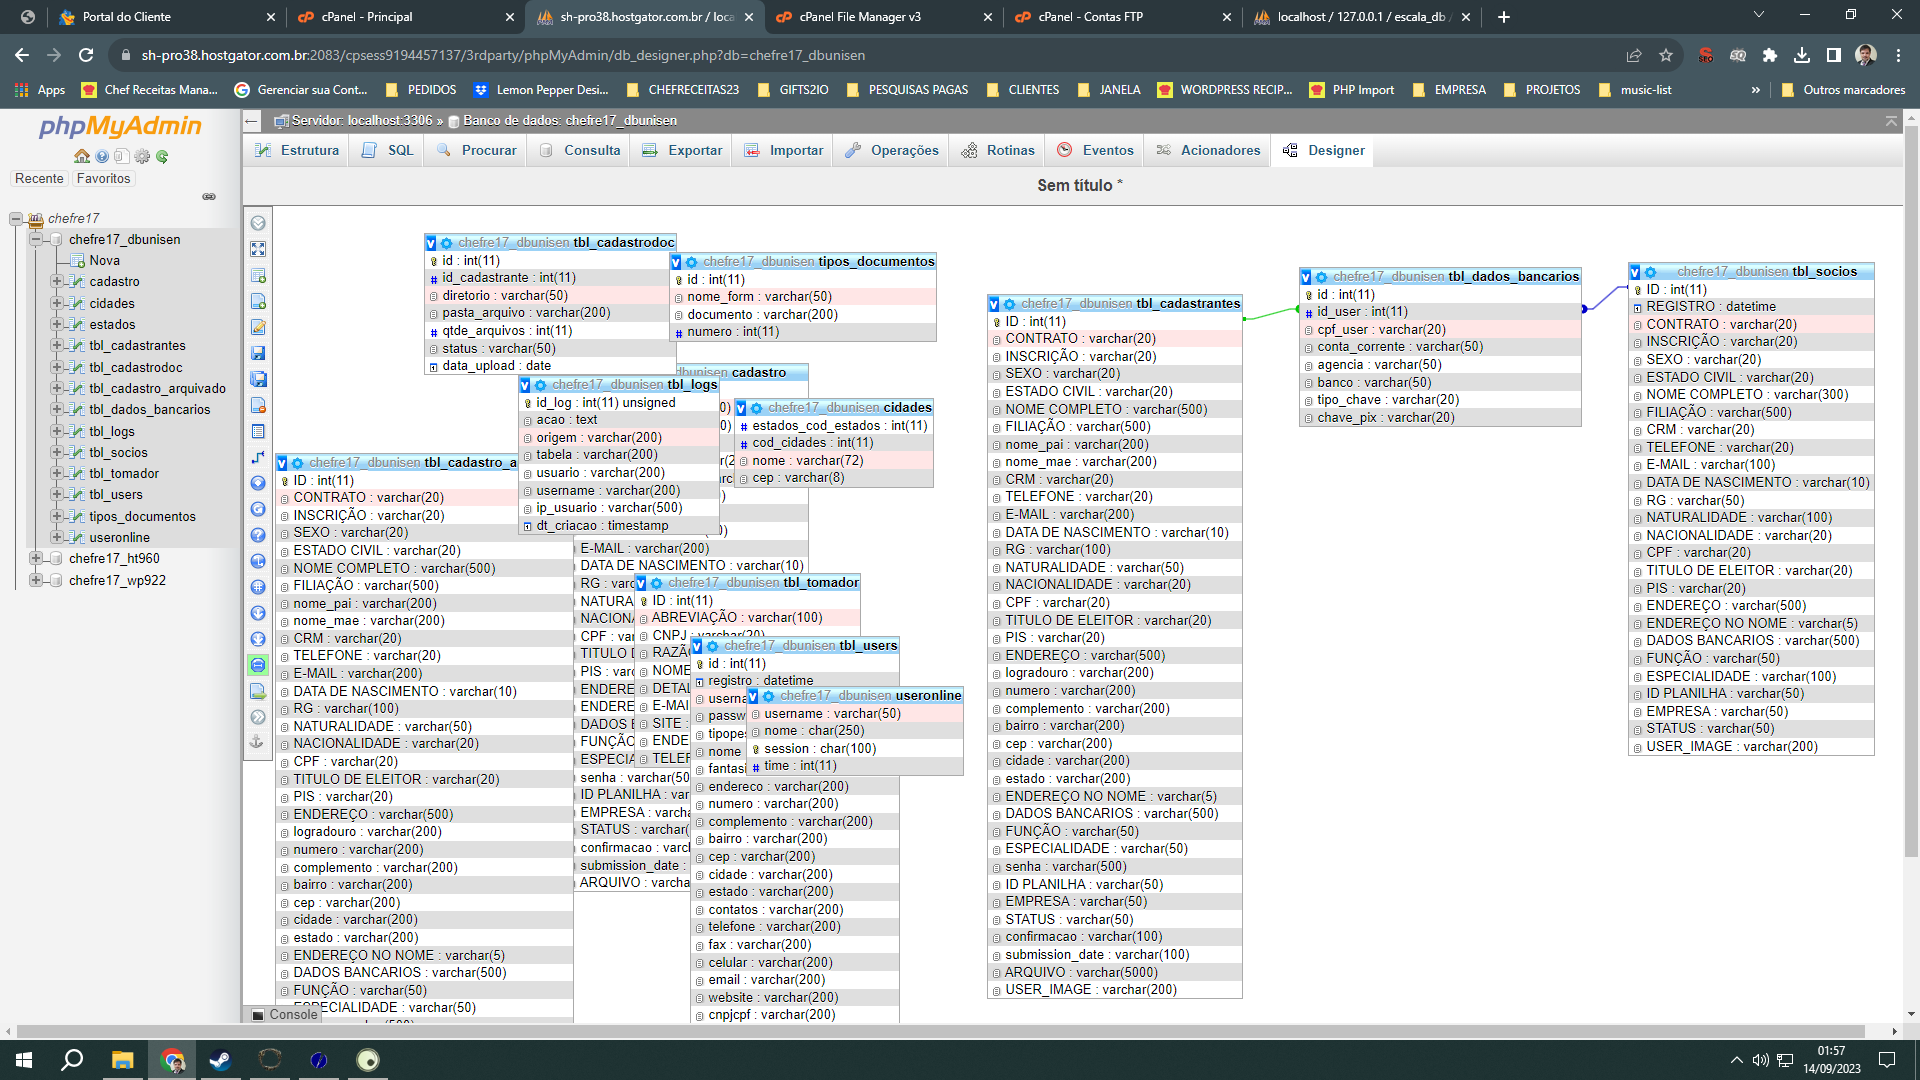 Portal do Cliente
cPanel - Principal
sh-pro38.hostgator.com.br / loca
cPanel File Manager v3
cPanel - Contas FTP
localhost / 127.0.0.1 / escala_db /
sh-pro38.hostgator.com.br:2083/cpsess9194457137/3rdparty/phpMyAdmin/db_designer.php?db=chefre17_dbunisen
Apps
Chef Receitas Mana...
Gerenciar sua Cont...
PEDIDOS
Lemon Pepper Desi...
CHEFRECEITAS23
GIFTS2IO
PESQUISAS PAGAS
CLIENTES
JANELA
WORDPRESS RECIP...
PHP Import
EMPRESA
PROJETOS
music-list
»
Outros marcadores
phpMyAdmin
Recente
Favoritos
chefre17
chefre17_dbunisen
Nova
cadastro
cidades
estados
tbl_cadastrantes
tbl_cadastrodoc
tbl_cadastro_arquivado
tbl_dados_bancarios
tbl_logs
tbl_socios
tbl_tomador
tbl_users
tipos_documentos
useronline
chefre17_ht960
chefre17_wp922
Servidor: localhost:3306 » Banco de dados: chefre17_dbunisen
Estrutura
SQL
Procurar
Consulta
Exportar
Importar
Operações
Rotinas
Eventos
Acionadores
Designer
Sem título *
chefre17_dbunisen tbl_cadastrodoc
id : int(11)
id_cadastrante : int(11)
diretorio : varchar(50)
pasta_arquivo : varchar(200)
qtde_arquivos : int(11)
status : varchar(50)
data_upload : date
chefre17_dbunisen tipos_documentos
id : int(11)
nome_form : varchar(50)
documento : varchar(200)
numero : int(11)
dbunisen cadastro
E-MAIL : varchar(200)
DATA DE NASCIMENTO : varchar(10)
RG : varc
NATURA
NACIONA
CPF : var
TITULO D
PIS : varc
ENDERE
ENDERE
DADOS B
FUNÇÃO
ESPECIA
senha : varchar(50
ID PLANILHA : var
EMPRESA : varcha
STATUS : varchar(
confirmacao : varc
submission_date :
ARQUIVO : varcha
chefre17_dbunisen tbl_logs
id_log : int(11) unsigned
acao : text
origem : varchar(200)
tabela : varchar(200)
usuario : varchar(200)
username : varchar(200)
ip_usuario : varchar(500)
dt_criacao : timestamp
chefre17_dbunisen cidades
estados_cod_estados : int(11)
cod_cidades : int(11)
nome : varchar(72)
cep : varchar(8)
chefre17_dbunisen tbl_cadastro_a
ID : int(11)
CONTRATO : varchar(20)
INSCRIÇÃO : varchar(20)
SEXO : varchar(20)
ESTADO CIVIL : varchar(20)
NOME COMPLETO : varchar(500)
FILIAÇÃO : varchar(500)
nome_pai : varchar(200)
nome_mae : varchar(200)
CRM : varchar(20)
TELEFONE : varchar(20)
E-MAIL : varchar(200)
DATA DE NASCIMENTO : varchar(10)
RG : varchar(100)
NATURALIDADE : varchar(50)
NACIONALIDADE : varchar(20)
CPF : varchar(20)
TITULO DE ELEITOR : varchar(20)
PIS : varchar(20)
ENDEREÇO : varchar(500)
logradouro : varchar(200)
numero : varchar(200)
complemento : varchar(200)
bairro : varchar(200)
cep : varchar(200)
cidade : varchar(200)
estado : varchar(200)
ENDEREÇO NO NOME : varchar(5)
DADOS BANCARIOS : varchar(500)
FUNÇÃO : varchar(50)
ESPECIALIDADE : varchar(50)
chefre17_dbunisen tbl_tomador
ID : int(11)
ABREVIAÇÃO : varchar(100)
CNPJ : varchar(20)
RAZÃO
NOME
DETAL
E-MAI
SITE :
ENDE
TELEF
chefre17_dbunisen tbl_users
id : int(11)
registro : datetime
userna
passw
tipopes
nome
fantasi
endereco : varchar(200)
numero : varchar(200)
complemento : varchar(200)
bairro : varchar(200)
cep : varchar(200)
cidade : varchar(200)
estado : varchar(200)
contatos : varchar(200)
telefone : varchar(200)
fax : varchar(200)
celular : varchar(200)
email : varchar(200)
website : varchar(200)
cnpjcpf : varchar(200)
chefre17_dbunisen useronline
username : varchar(50)
nome : char(250)
session : char(100)
time : int(11)
chefre17_dbunisen tbl_cadastrantes
ID : int(11)
CONTRATO : varchar(20)
INSCRIÇÃO : varchar(20)
SEXO : varchar(20)
ESTADO CIVIL : varchar(20)
NOME COMPLETO : varchar(500)
FILIAÇÃO : varchar(500)
nome_pai : varchar(200)
nome_mae : varchar(200)
CRM : varchar(20)
TELEFONE : varchar(20)
E-MAIL : varchar(200)
DATA DE NASCIMENTO : varchar(10)
RG : varchar(100)
NATURALIDADE : varchar(50)
NACIONALIDADE : varchar(20)
CPF : varchar(20)
TITULO DE ELEITOR : varchar(20)
PIS : varchar(20)
ENDEREÇO : varchar(500)
logradouro : varchar(200)
numero : varchar(200)
complemento : varchar(200)
bairro : varchar(200)
cep : varchar(200)
cidade : varchar(200)
estado : varchar(200)
ENDEREÇO NO NOME : varchar(5)
DADOS BANCARIOS : varchar(500)
FUNÇÃO : varchar(50)
ESPECIALIDADE : varchar(50)
senha : varchar(500)
ID PLANILHA : varchar(50)
EMPRESA : varchar(50)
STATUS : varchar(50)
confirmacao : varchar(100)
submission_date : varchar(100)
ARQUIVO : varchar(5000)
USER_IMAGE : varchar(200)
chefre17_dbunisen tbl_dados_bancarios
id : int(11)
id_user : int(11)
cpf_user : varchar(20)
conta_corrente : varchar(50)
agencia : varchar(50)
banco : varchar(50)
tipo_chave : varchar(20)
chave_pix : varchar(20)
chefre17_dbunisen tbl_socios
ID : int(11)
REGISTRO : datetime
CONTRATO : varchar(20)
INSCRIÇÃO : varchar(20)
SEXO : varchar(20)
ESTADO CIVIL : varchar(20)
NOME COMPLETO : varchar(300)
FILIAÇÃO : varchar(500)
CRM : varchar(20)
TELEFONE : varchar(20)
E-MAIL : varchar(100)
DATA DE NASCIMENTO : varchar(10)
RG : varchar(50)
NATURALIDADE : varchar(100)
NACIONALIDADE : varchar(20)
CPF : varchar(20)
TITULO DE ELEITOR : varchar(20)
PIS : varchar(20)
ENDEREÇO : varchar(500)
ENDEREÇO NO NOME : varchar(5)
DADOS BANCARIOS : varchar(500)
FUNÇÃO : varchar(50)
ESPECIALIDADE : varchar(100)
ID PLANILHA : varchar(50)
EMPRESA : varchar(50)
STATUS : varchar(50)
USER_IMAGE : varchar(200)
Console
01:57
14/09/2023